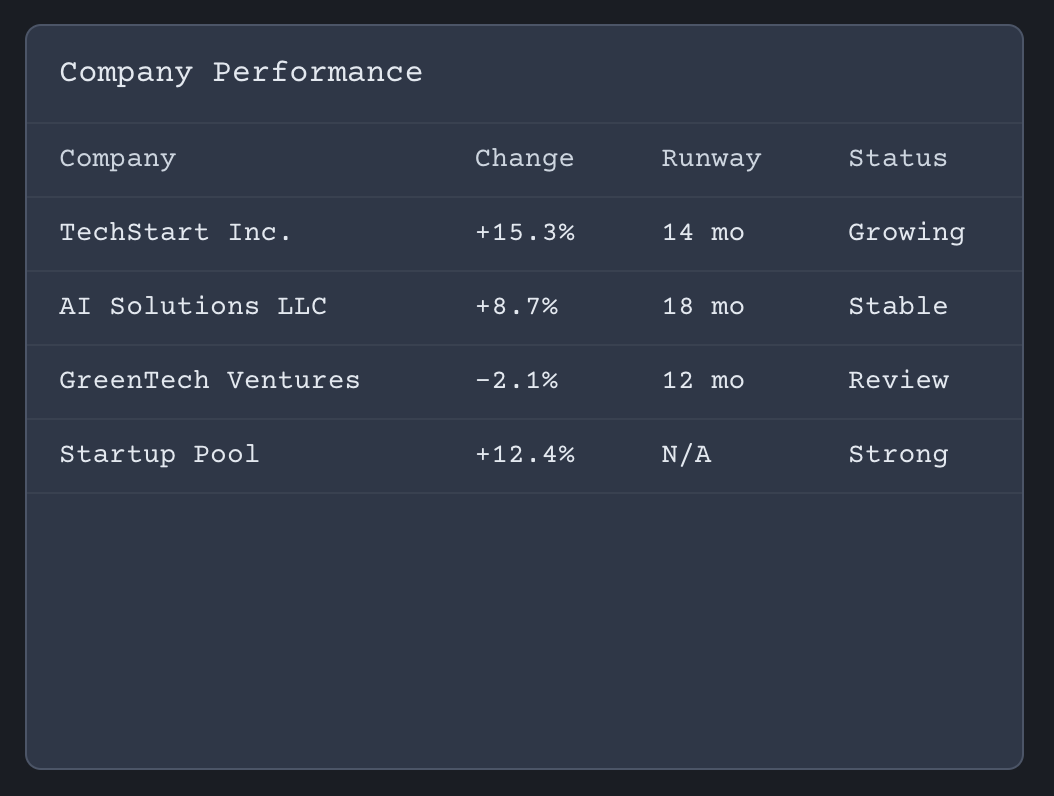 Company Performance
Company Change Runway Status
TechStart Inc. +15.3% 14 mo Growing
AI Solutions LLC +8.7% 18 mo Stable
GreenTech Ventures -2.1% 12 mo Review
Startup Pool +12.4% N/A Strong